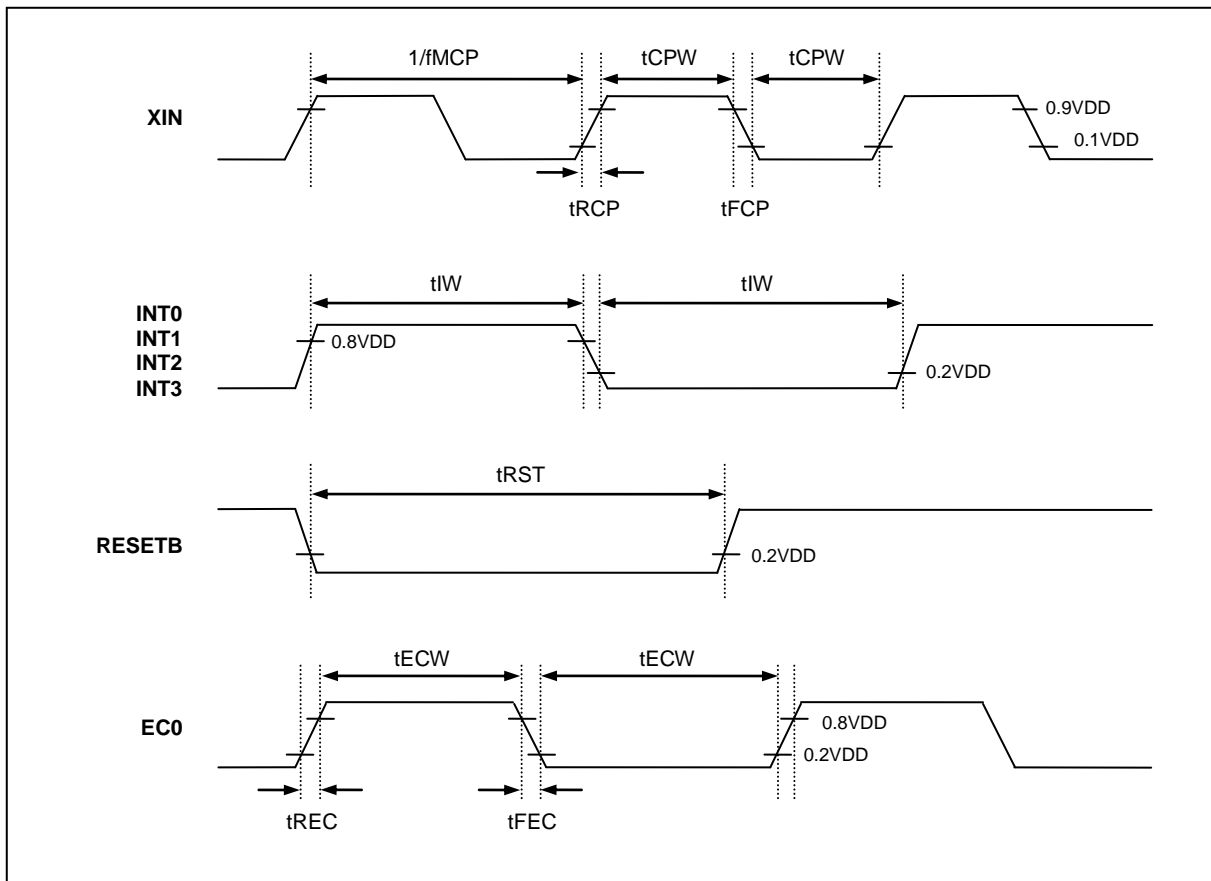 1/fMCP tCPW tCPW
XIN
0.9VDD
0.1VDD
tRCP tFCP
tIW tIW
INT0
INT1
INT2
INT3
0.8VDD
0.2VDD
tRST
RESETB
0.2VDD
tECW tECW
EC0
0.8VDD
0.2VDD
tREC tFEC